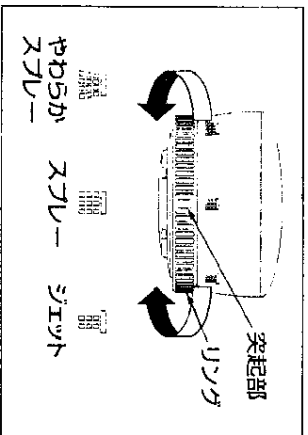 突起部
リング
やわらか
スプレー
スプレー
ジェット